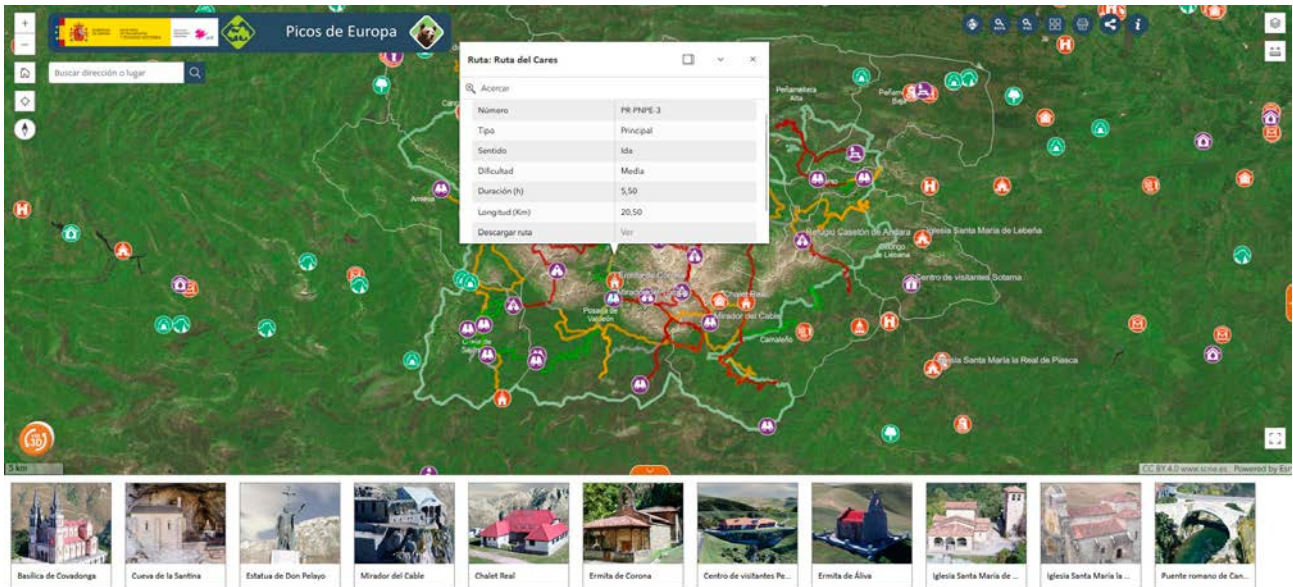 Picos de Europa
Buscar dirección o lugar
Ruta: Ruta del Cares
Acercar
Número PR PNPE-3
Tipo Principal
Sentido Ida
Dificultad Media
Duración (h) 5,50
Longitud (Km) 20,50
Descargar ruta Ver
Peñamellera
Alta
Amieva
Refugio Casetón de Ándara
Iglesia Santa María de Lebeña
Cillorigo
de Liébana
Centro de visitantes Sotama
Ermita de Corona
Chalet Real
Posada de
Valdeón
Mirador del Cable
Camaleño
Iglesia Santa María la Real de Piasca
3D
5 km
CC BY 4.0 www.scne.es Powered by Esri
Basílica de Covadonga
Cueva de la Santina
Estatua de Don Pelayo
Mirador del Cable
Chalet Real
Ermita de Corona
Centro de visitantes Pe...
Ermita de Áliva
Iglesia Santa María de ...
Iglesia Santa María la ...
Puente romano de Can...